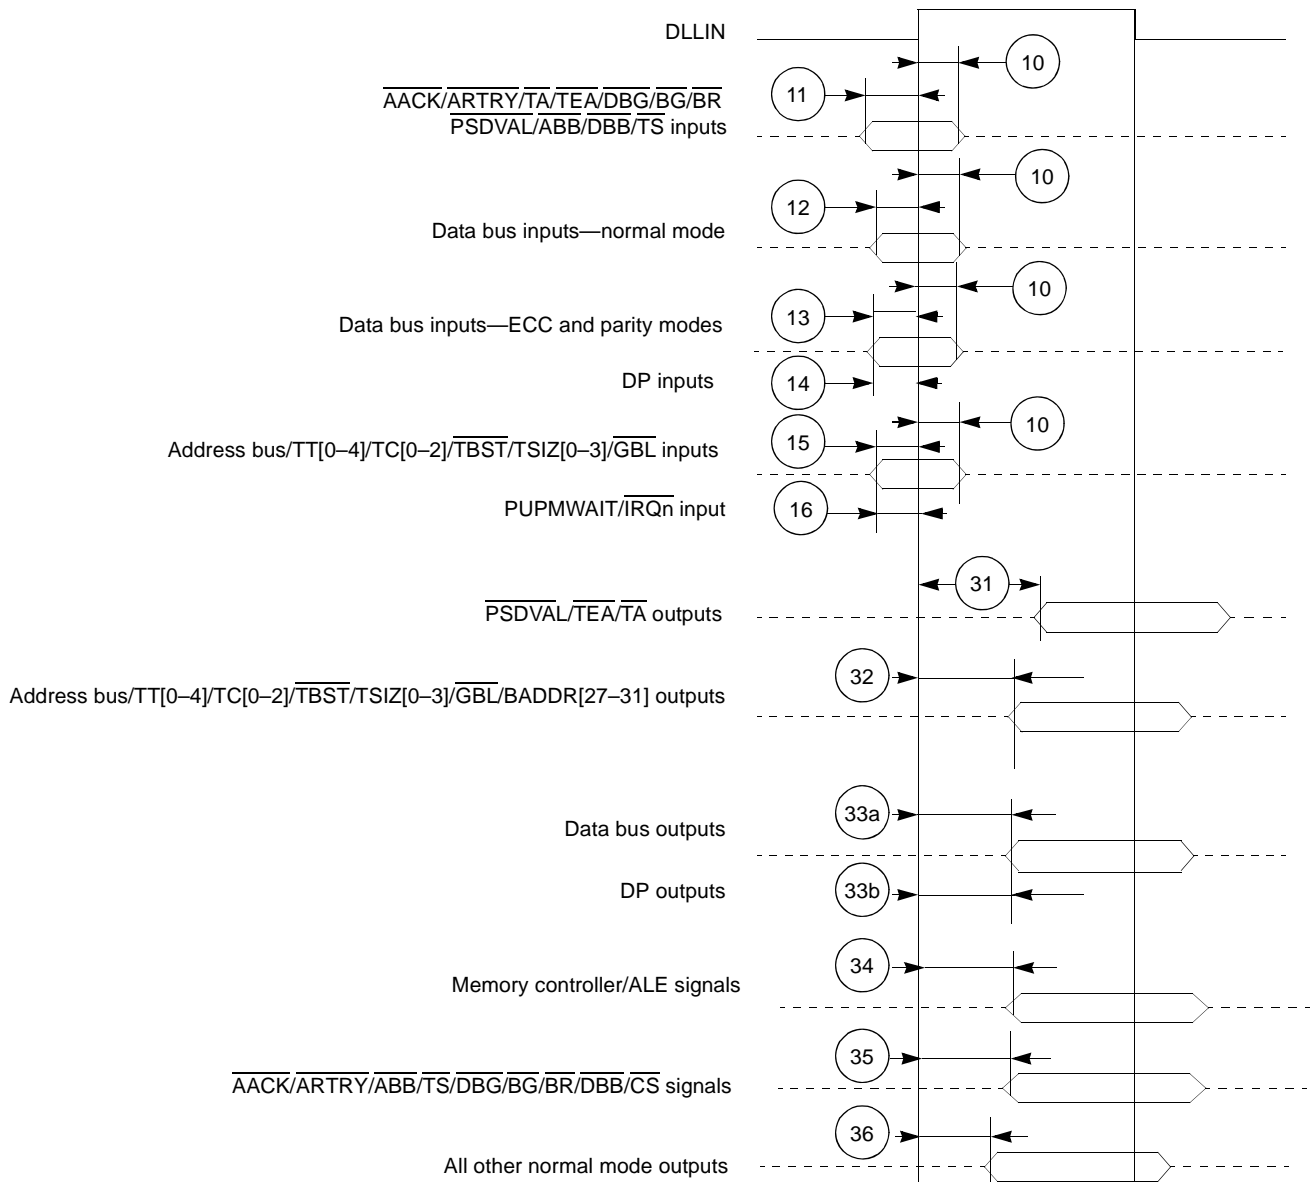 DLLIN
10
11
AACK/ARTRY/TA/TEA/DBG/BG/BR
PSDVAL/ABB/DBB/TS inputs
10
12
Data bus inputs—normal mode
10
13
Data bus inputs—ECC and parity modes
DP inputs
14
10
15
Address bus/TT[0–4]/TC[0–2]/TBST/TSIZ[0–3]/GBL inputs
PUPMWAIT/IRQn input
16
31
PSDVAL/TEA/TA outputs
32
Address bus/TT[0–4]/TC[0–2]/TBST/TSIZ[0–3]/GBL/BADDR[27–31] outputs
33a
Data bus outputs
DP outputs
33b
34
Memory controller/ALE signals
35
AACK/ARTRY/ABB/TS/DBG/BG/BR/DBB/CS signals
36
All other normal mode outputs